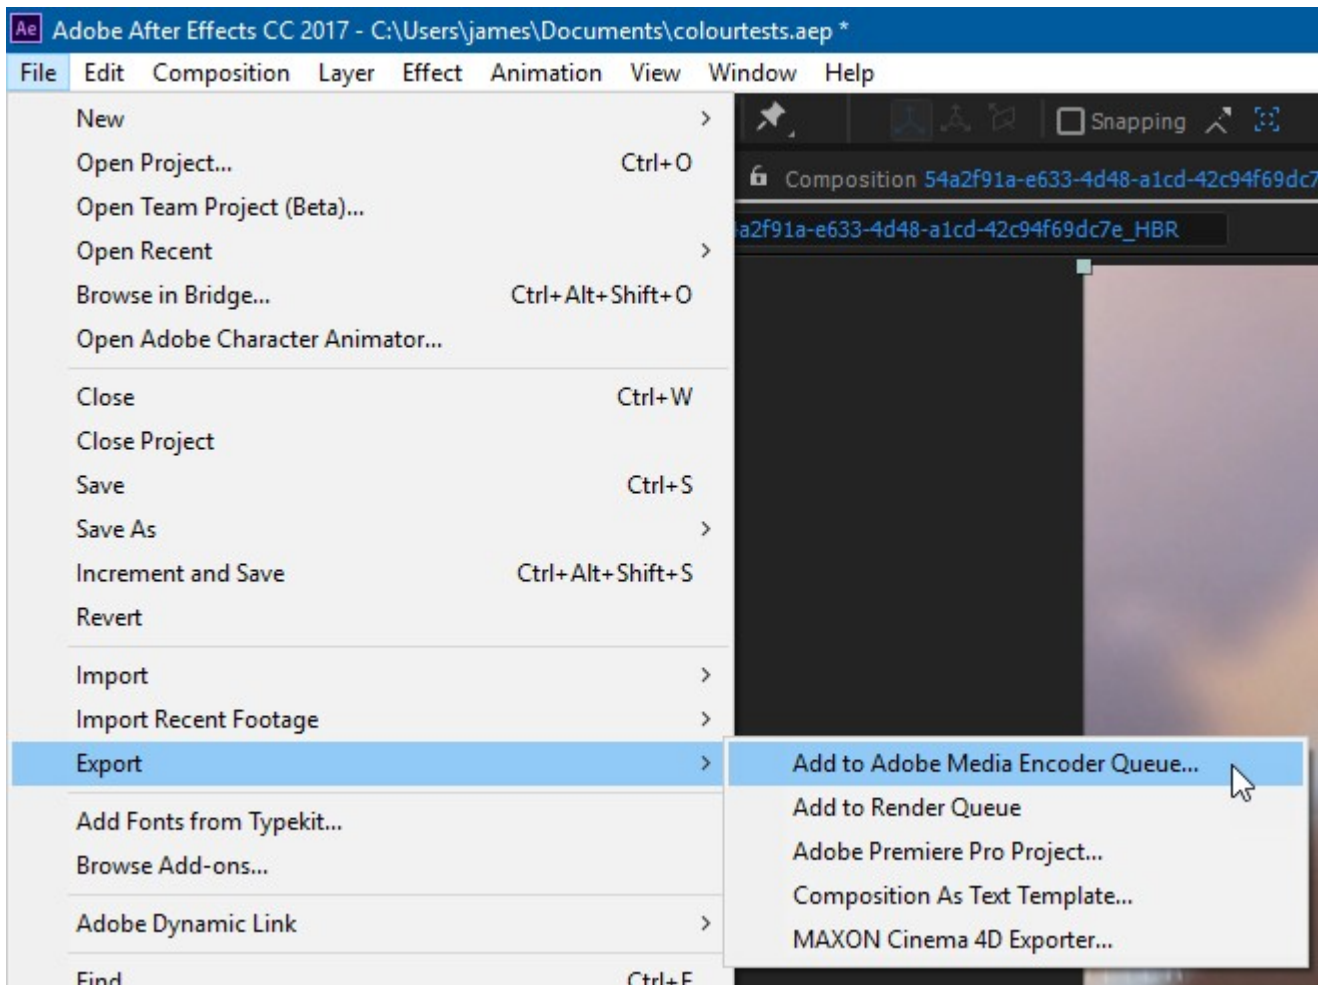 Ae Adobe After Effects CC 2017 - C:\Users\james\Documents\colourtests.aep *
File Edit Composition Layer Effect Animation View Window Help
New
Snapping
Open Project... Ctrl+O
Composition 54a2f91a-e633-4d48-a1cd-42c94f69dc7
Open Team Project (Beta)...
a2f91a-e633-4d48-a1cd-42c94f69dc7e_HBR
Open Recent
Browse in Bridge... Ctrl+Alt+Shift+O
Open Adobe Character Animator...
Close Ctrl+W
Close Project
Save Ctrl+S
Save As
Increment and Save Ctrl+Alt+Shift+S
Revert
Import
Import Recent Footage
Export
Add to Adobe Media Encoder Queue...
Add to Render Queue
Add Fonts from Typekit...
Adobe Premiere Pro Project...
Browse Add-ons...
Composition As Text Template...
Adobe Dynamic Link
MAXON Cinema 4D Exporter...
Find Ctrl+F